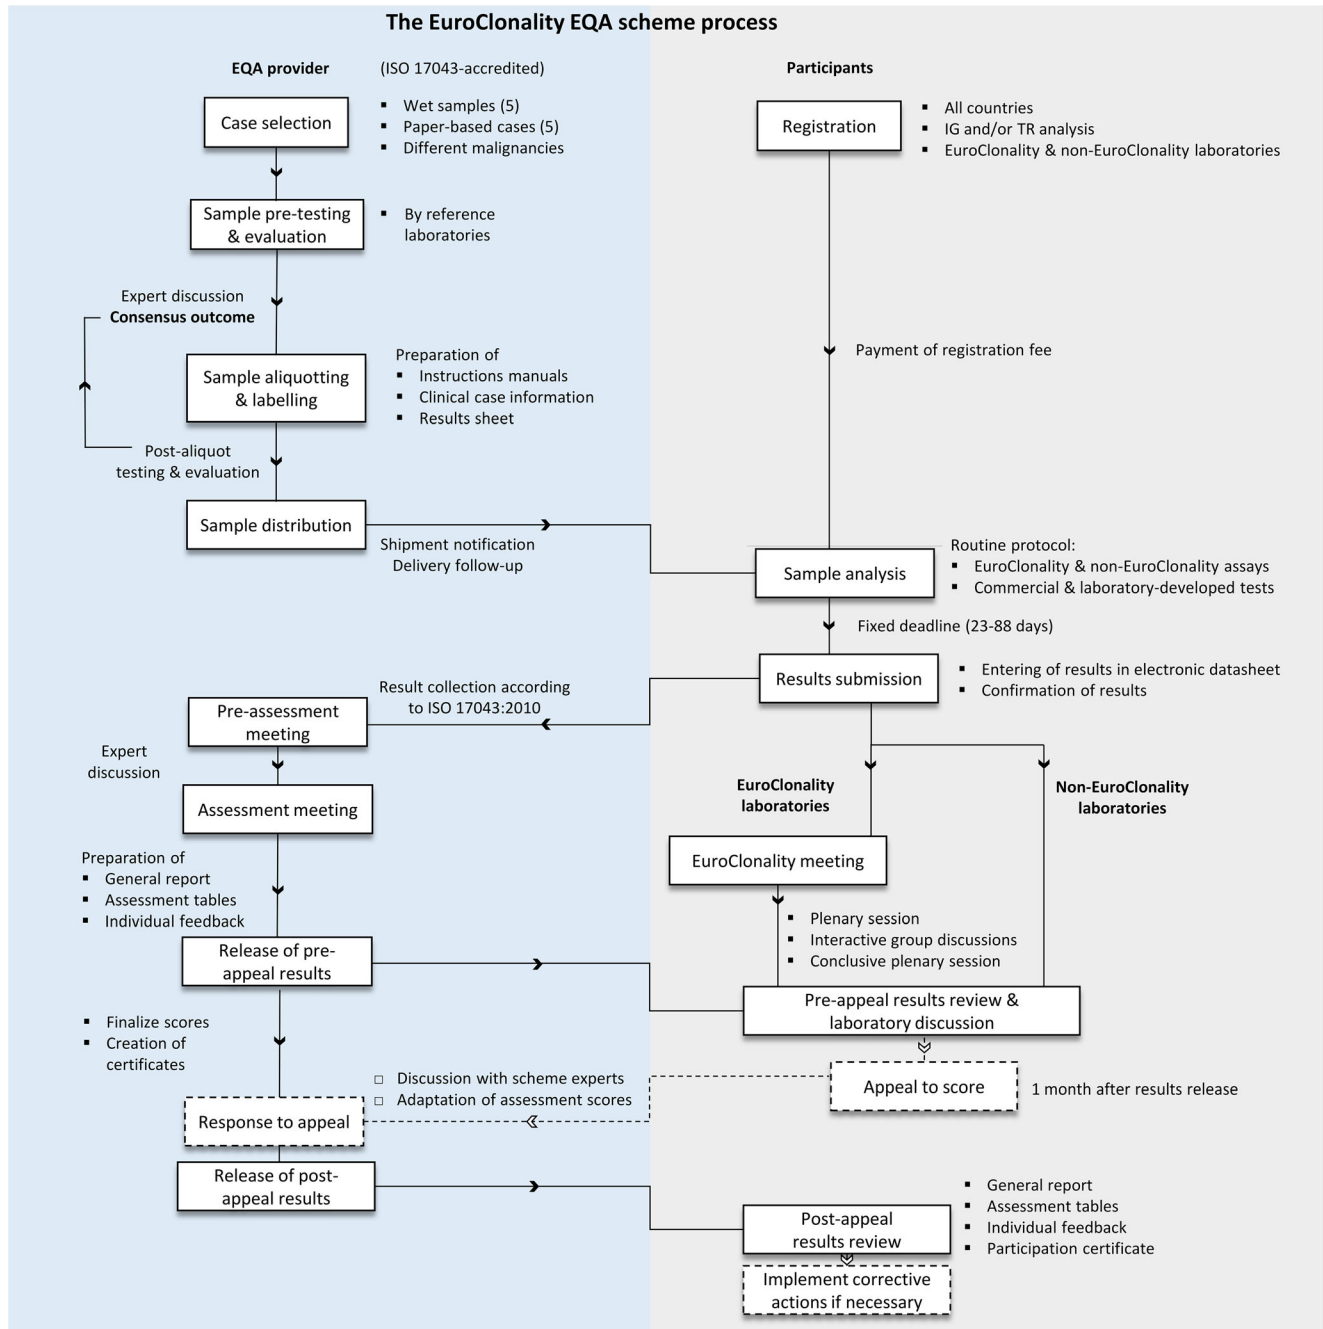 The EuroClonality EQA scheme process
EQA provider
(ISO 17043-accredited)
Case selection
▪ Wet samples (5)
▪ Paper-based cases (5)
▪ Different malignancies
Sample pre-testing
& evaluation
▪ By reference
laboratories
Expert discussion
Consensus outcome
Sample aliquotting
& labelling
Preparation of
▪ Instructions manuals
▪ Clinical case information
▪ Results sheet
Post-aliquot
testing & evaluation
Sample distribution
Shipment notification
Delivery follow-up
Participants
Registration
▪ All countries
▪ IG and/or TR analysis
▪ EuroClonality & non-EuroClonality laboratories
Payment of registration fee
Sample analysis
Routine protocol:
▪ EuroClonality & non-EuroClonality assays
▪ Commercial & laboratory-developed tests
Fixed deadline (23-88 days)
Results submission
▪ Entering of results in electronic datasheet
▪ Confirmation of results
Result collection according
to ISO 17043:2010
Pre-assessment
meeting
Expert
discussion
Assessment meeting
Preparation of
▪ General report
▪ Assessment tables
▪ Individual feedback
Release of pre-
appeal results
EuroClonality
laboratories
Non-EuroClonality
laboratories
EuroClonality meeting
▪ Plenary session
▪ Interactive group discussions
▪ Conclusive plenary session
Pre-appeal results review &
laboratory discussion
▪ Finalize scores
▪ Creation of
certificates
Appeal to score
1 month after results release
□ Discussion with scheme experts
□ Adaptation of assessment scores
Response to appeal
Release of post-
appeal results
Post-appeal
results review
▪ General report
▪ Assessment tables
▪ Individual feedback
▪ Participation certificate
Implement corrective
actions if necessary